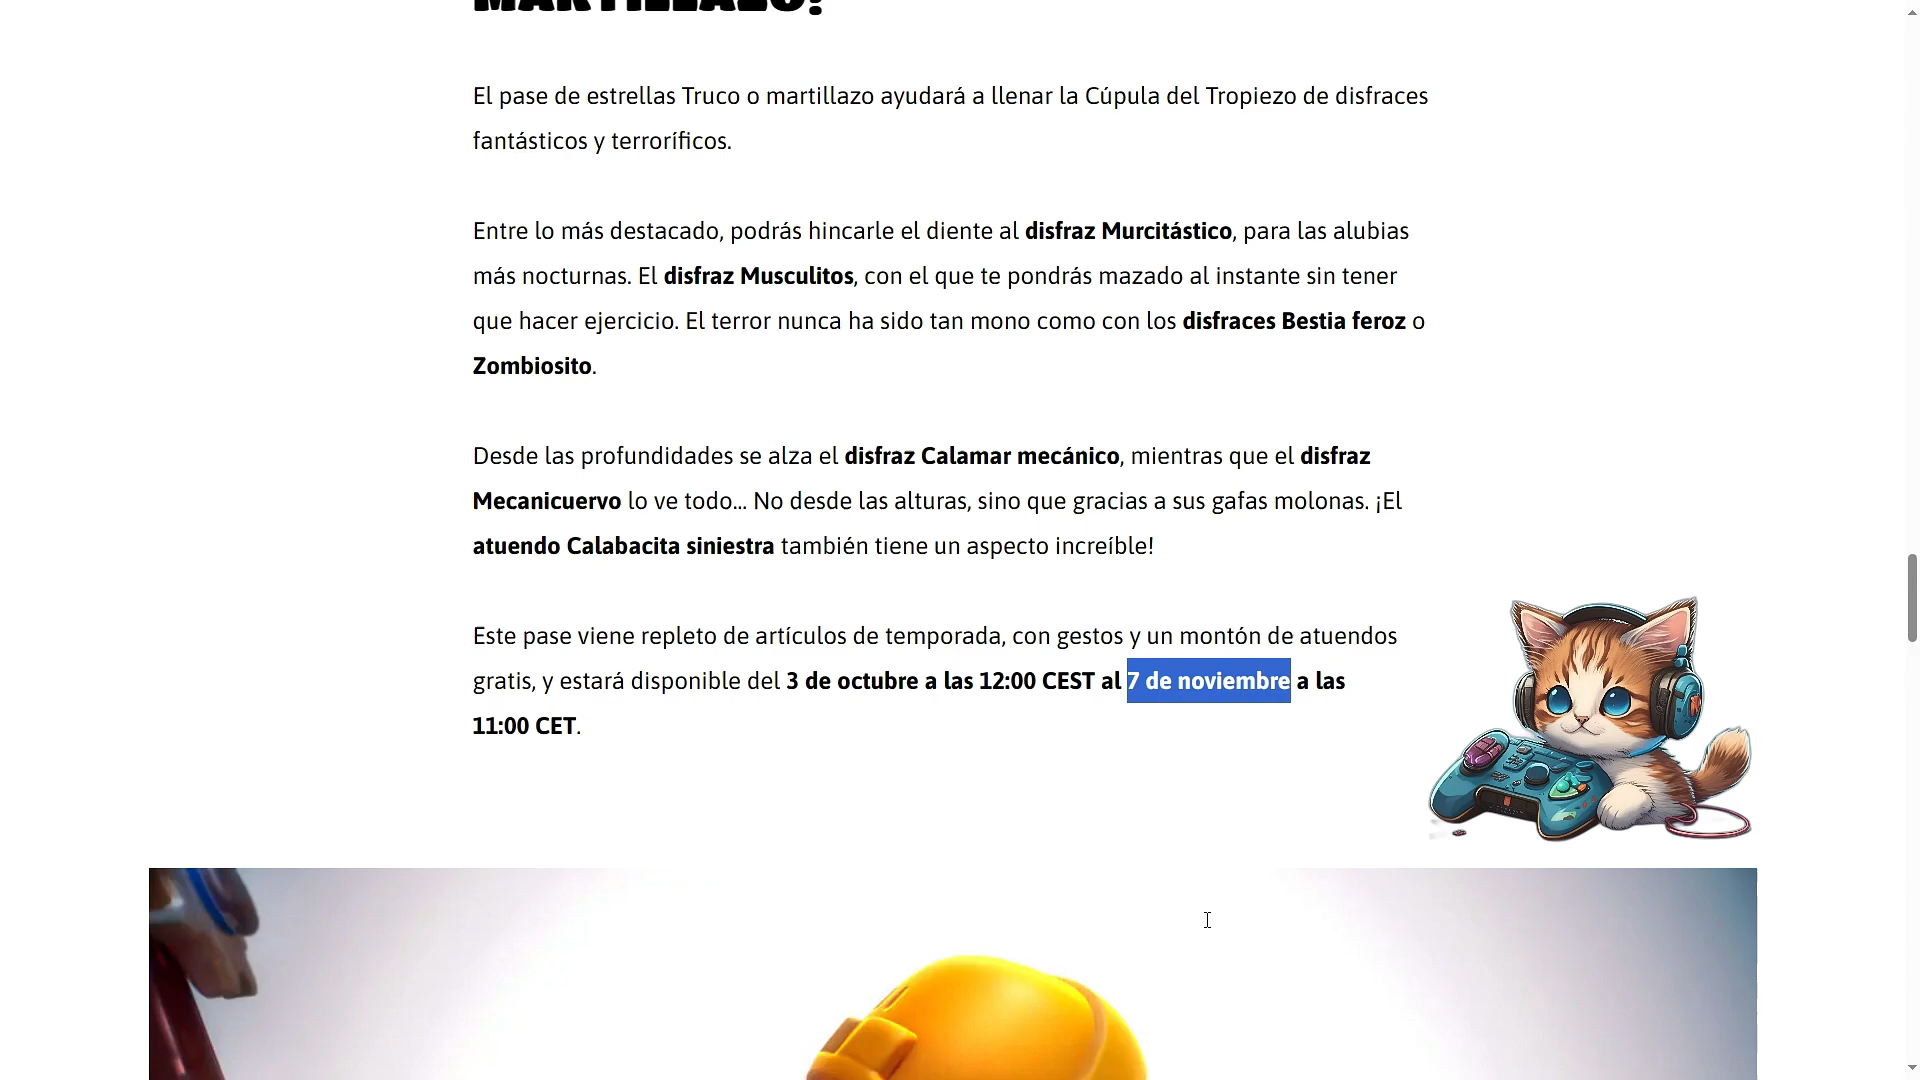 MARTILLAZO!
El pase de estrellas Truco o martillazo ayudará a llenar la Cúpula del Tropiezo de disfraces
fantásticos y terroríficos.
Entre lo más destacado, podrás hincarle el diente al disfraz Murcitástico, para las alubias
más nocturnas. El disfraz Musculitos, con el que te pondrás mazado al instante sin tener
que hacer ejercicio. El terror nunca ha sido tan mono como con los disfraces Bestia feroz o
Zombiosito.
Desde las profundidades se alza el disfraz Calamar mecánico, mientras que el disfraz
Mecanicuervo lo ve todo... No desde las alturas, sino que gracias a sus gafas molonas. ¡El
atuendo Calabacita siniestra también tiene un aspecto increíble!
Este pase viene repleto de artículos de temporada, con gestos y un montón de atuendos
gratis, y estará disponible del 3 de octubre a las 12:00 CEST al 7 de noviembre a las
11:00 CET.